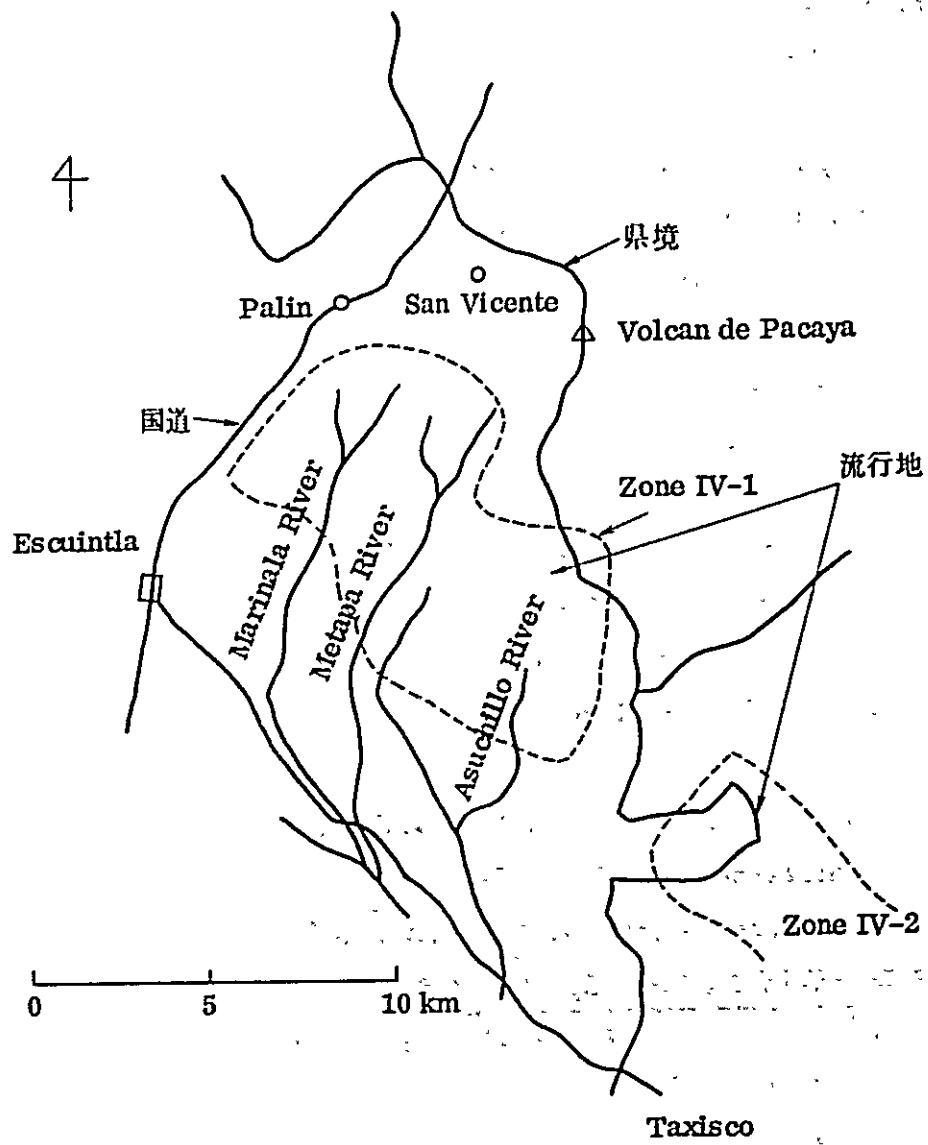 県境
San Vicente
Palin
Volcan de Pacaya
国道
流行地
Zone IV-1
Escuintla
Marinala River
Metapa River
Asuchillo River
Zone IV-2
0 5 10 km
Taxisco